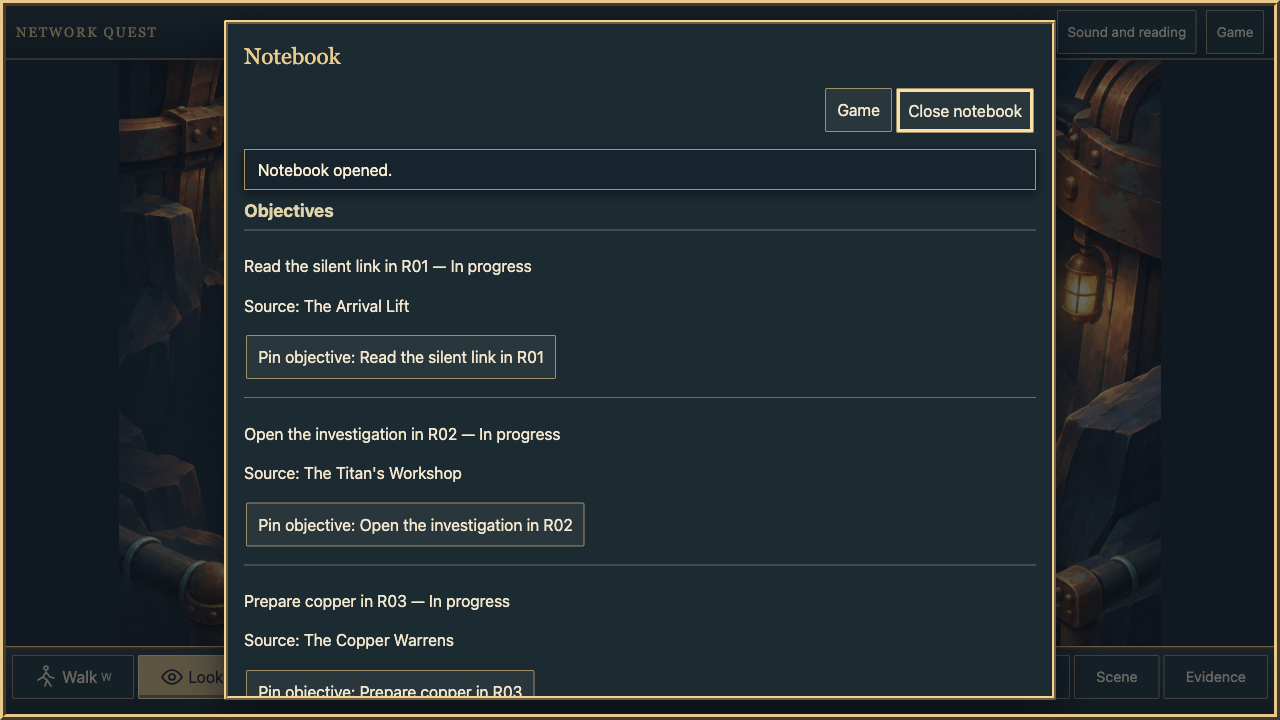 NETWORK QUEST
Sound and reading
Game
Notebook
Game
Close notebook
Notebook opened.
Objectives
Read the silent link in R01 — In progress
Source: The Arrival Lift
Pin objective: Read the silent link in R01
Open the investigation in R02 — In progress
Source: The Titan's Workshop
Pin objective: Open the investigation in R02
Prepare copper in R03 — In progress
Source: The Copper Warrens
Pin objective: Prepare copper in R03
Walk W
Look
Scene
Evidence